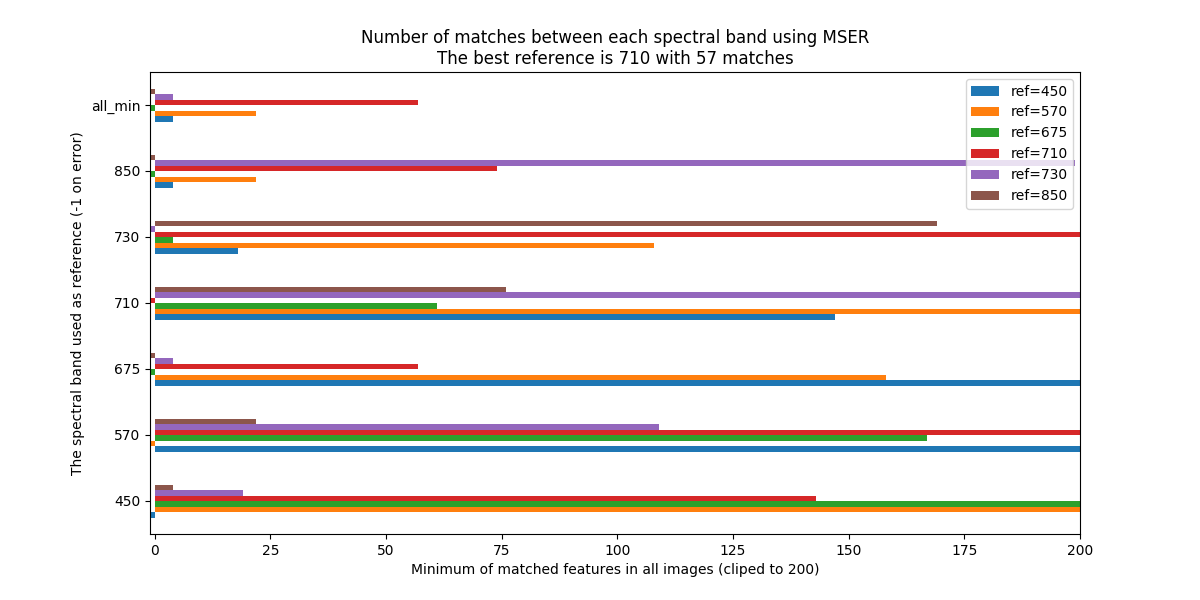 Number of matches between each spectral band using MSER
The best reference is 710 with 57 matches
The spectral band used as reference (-1 on error)
all_min
850
730
710
675
570
450
ref=450
ref=570
ref=675
ref=710
ref=730
ref=850
0 25 50 75 100 125 150 175 200
Minimum of matched features in all images (cliped to 200)